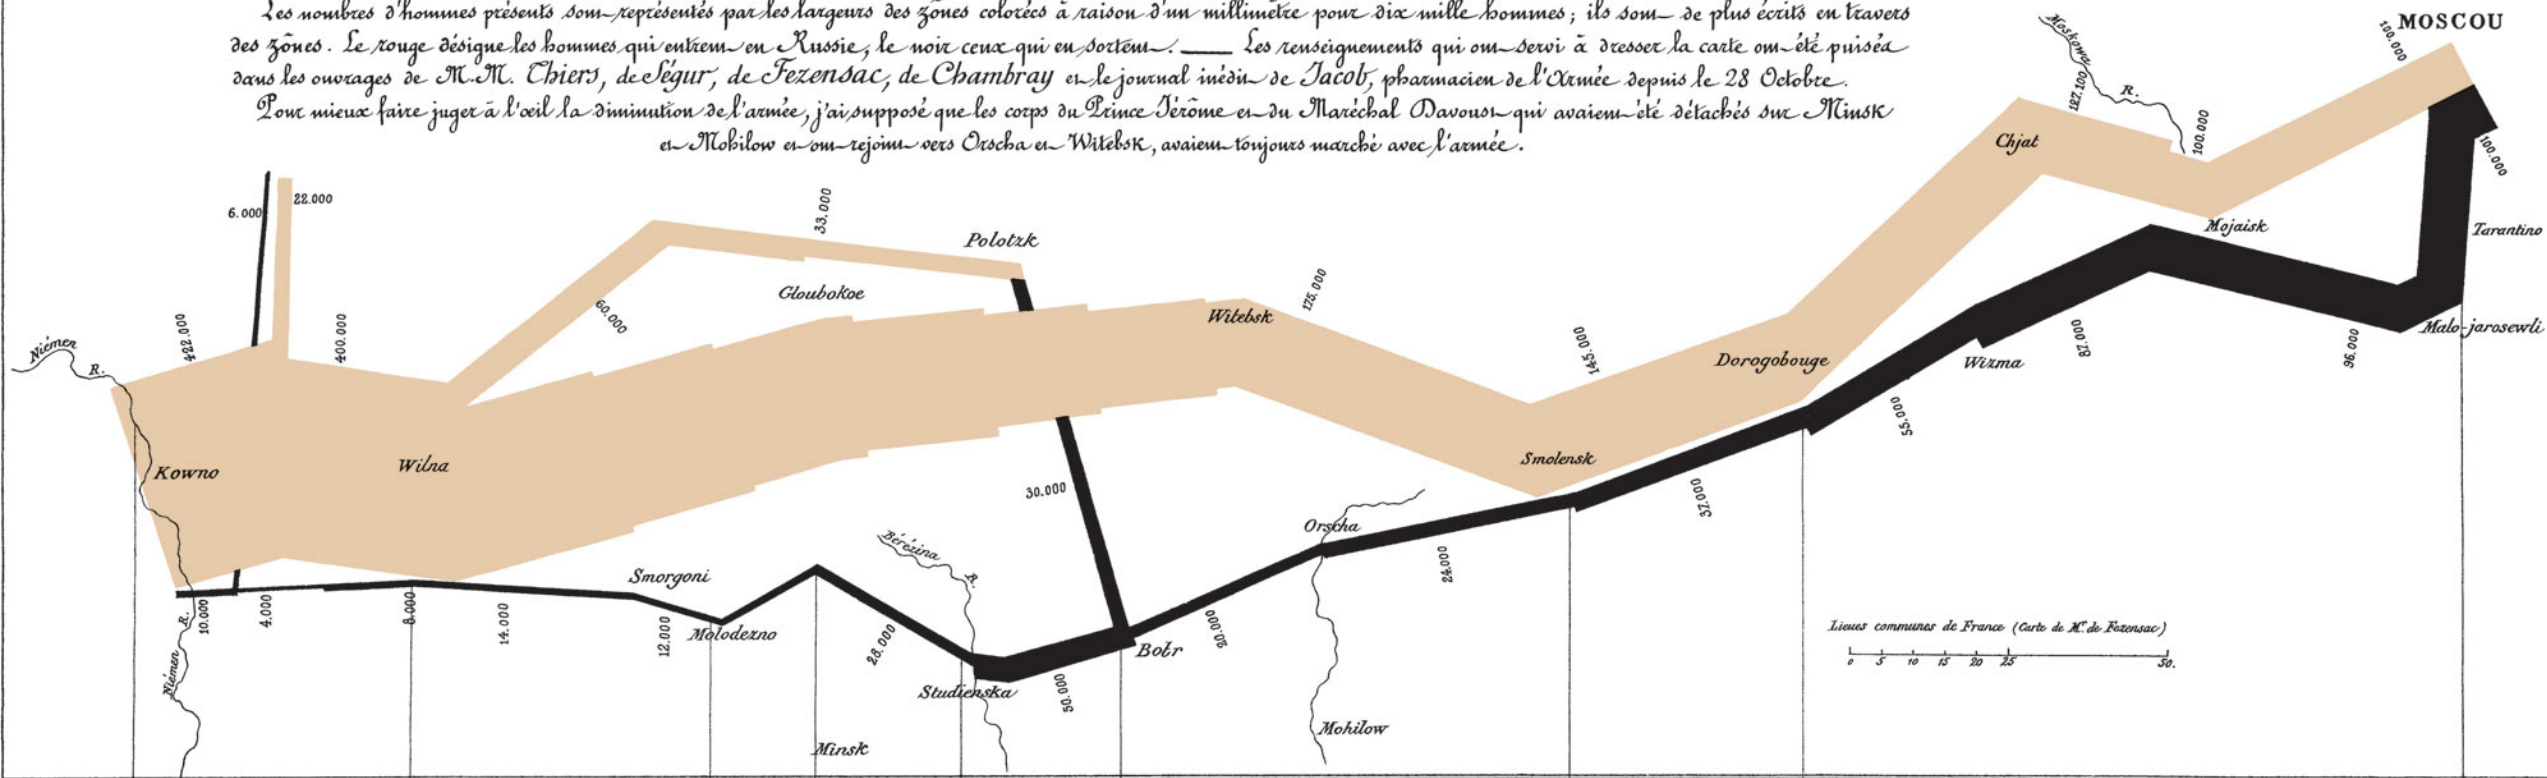 Les nombres d'hommes présents sont représentés par les largeurs des zônes colorées à raison d'un millimètre pour dix mille hommes; ils sont de plus écrits en travers
des zônes. Le rouge désigne les hommes qui entrent en Russie, le noir ceux qui en sortent. — Les renseignements qui ont servi à dresser la carte ont été puisés
dans les ouvrages de M.M. Thiers, de Ségur, de Fezensac, de Chambray et le journal inédit de Jacob, pharmacien de l'Armée depuis le 28 Octobre.
Pour mieux faire juger à l'œil la diminution de l'armée, j'ai supposé que les corps du Prince Jérôme et du Maréchal Davoust qui avaient été détachés sur Minsk
et Mohilow et ont rejoint vers Orscha et Witebsk, avaient toujours marché avec l'armée.
MOSCOU
100.000
Moskowa
R.
127.100
100.000
Chjat
100.000
Mojaisk
Tarantino
Malo-jarosewli
6.000
22.000
33.000
Polotzk
60.000
Gloubokoe
422.000
400.000
Niémen
R.
Kowno
Wilna
Witebsk
175.000
145.000
Dorogobouge
Smolensk
Wizma
87.000
96.000
55.000
37.000
30.000
Orscha
24.000
Bérézina
R.
Smorgoni
Molodezno
10.000
4.000
8.000
14.000
12.000
28.000
Studienska
50.000
Bobr
20.000
R.
Niémen
Minsk
Mohilow
Lieues communes de France (Carte de Mr. de Fezensac)
0 5 10 15 20 25 50.